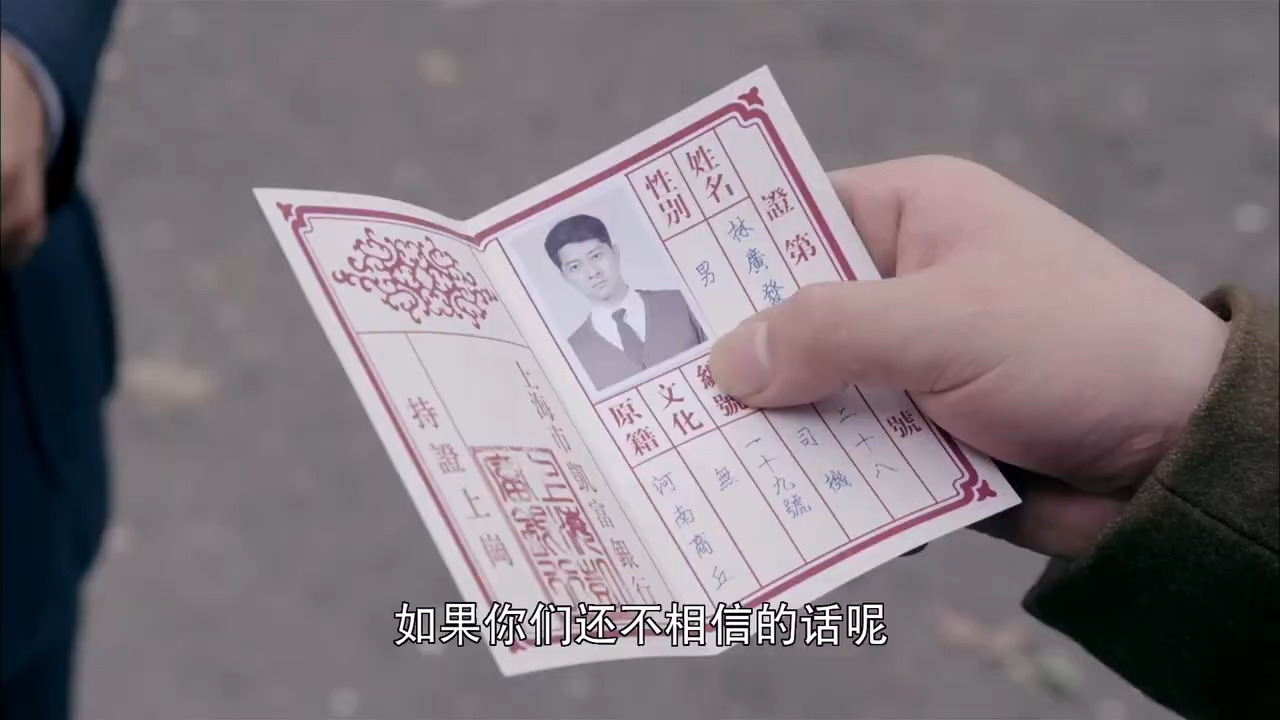 證第
二十八
號
姓名
林廣發
司機
性別
男
號
一十九號
文化
無
原籍
河南商丘
上海市凱富銀行
持證上崗
如果你们还不相信的话呢